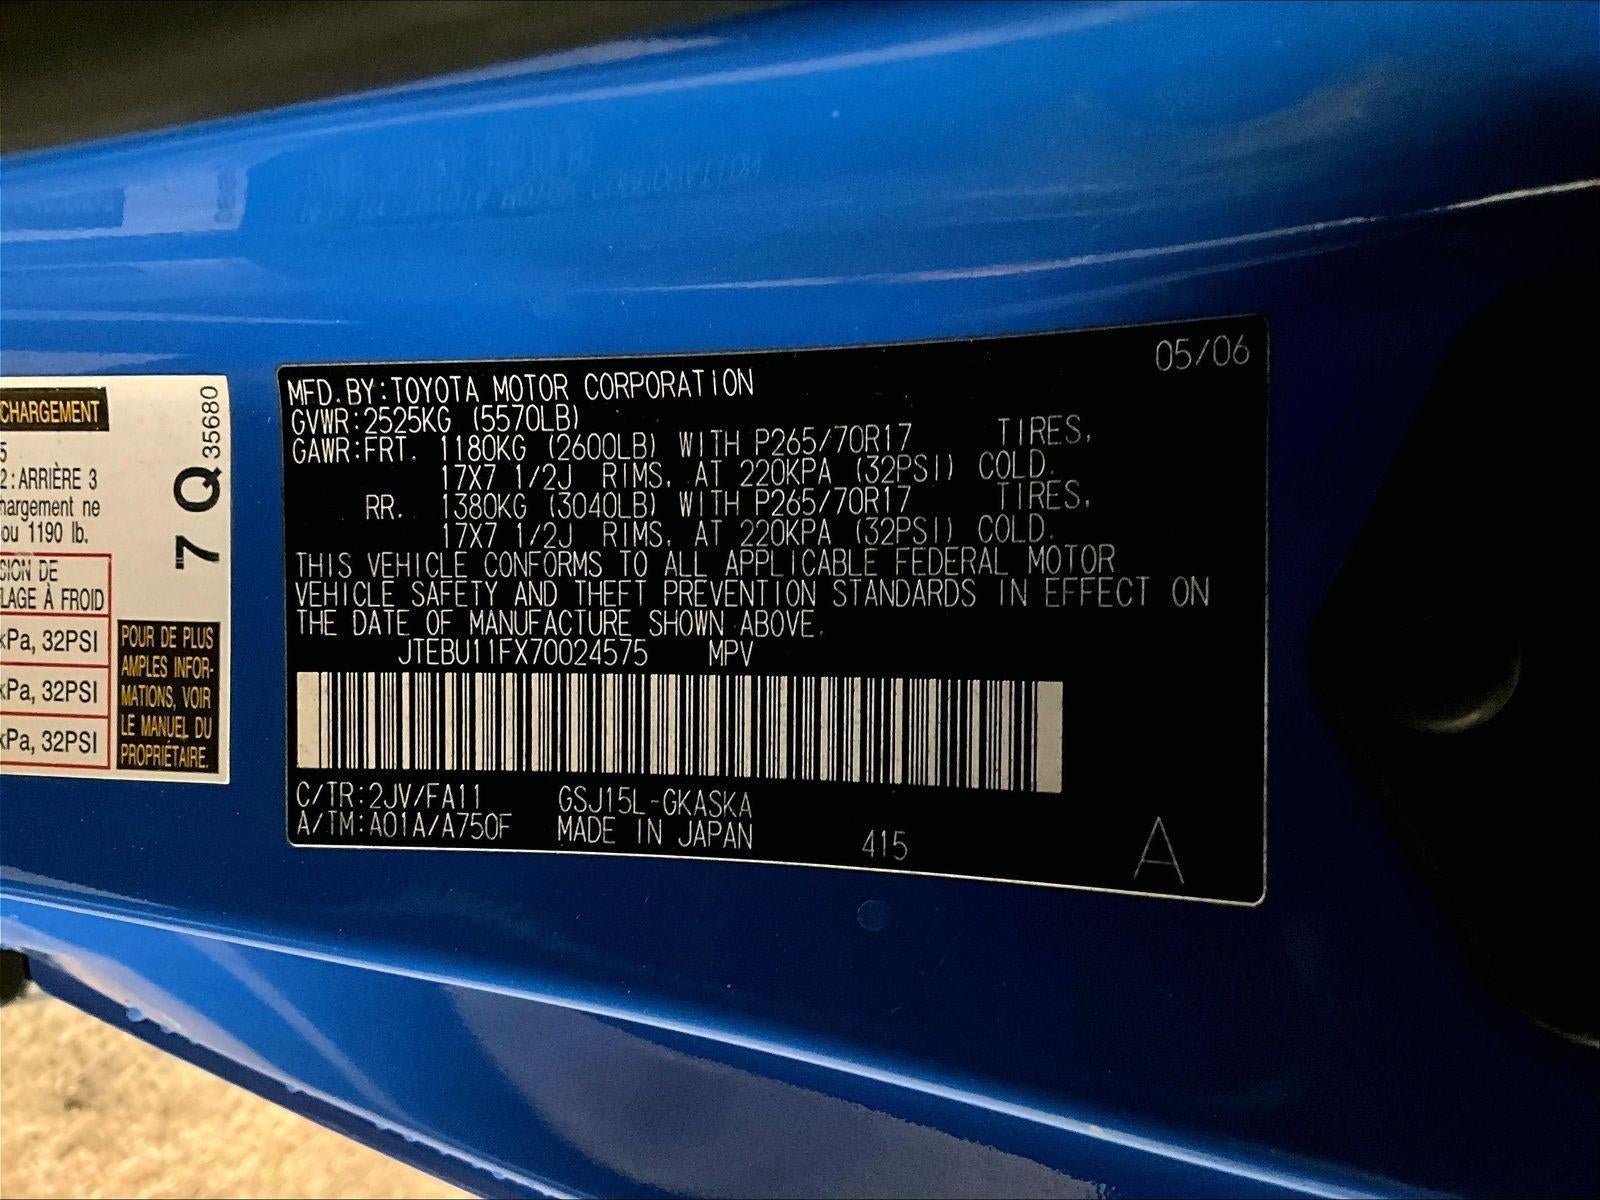 CHARGEMENT
5
2: ARRIÈRE 3
hargement ne
ou 1190 lb.
SION DE
LAGE À FROID
kPa, 32PSI
kPa, 32PSI
kPa, 32PSI
7 Q 35680
POUR DE PLUS
AMPLES INFOR-
MATIONS, VOIR
LE MANUEL DU
PROPRIÉTAIRE.
05/06
MFD. BY: TOYOTA MOTOR CORPORATION
GVWR: 2525KG (5570LB)
GAWR: FRT. 1180KG (2600LB) WITH P265/70R17 TIRES,
17X7 1/2J RIMS, AT 220KPA (32PSI) COLD.
RR. 1380KG (3040LB) WITH P265/70R17 TIRES,
17X7 1/2J RIMS, AT 220KPA (32PSI) COLD.
THIS VEHICLE CONFORMS TO ALL APPLICABLE FEDERAL MOTOR
VEHICLE SAFETY AND THEFT PREVENTION STANDARDS IN EFFECT ON
THE DATE OF MANUFACTURE SHOWN ABOVE.
JTEBU11FX70024575 MPV
C/TR: 2JV/FA11 GSJ15L-GKASKA
A/TM: A01A/A750F MADE IN JAPAN 415 A